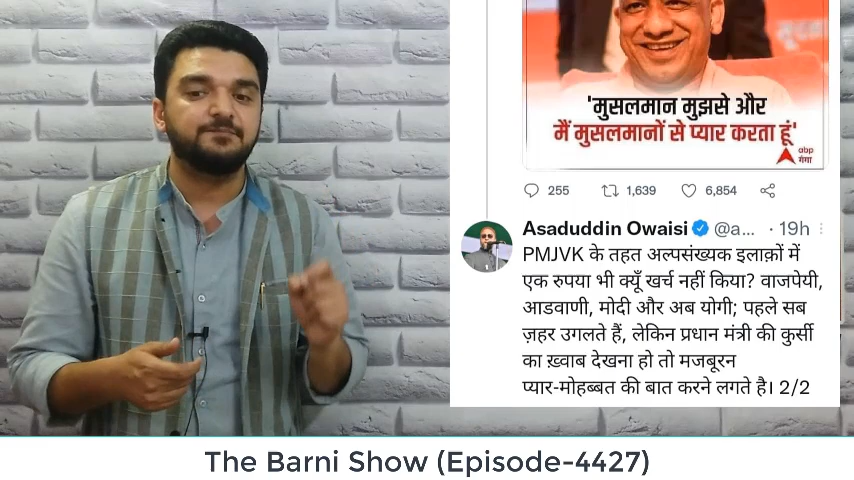 'मुसलमान मुझसे और
मैं मुसलमानों से प्यार करता हूं'
abp
गंगा
255 1,639 6,854
Asaduddin Owaisi @a... · 19h
PMJVK के तहत अल्पसंख्यक इलाक़ों में
एक रुपया भी क्यूँ खर्च नहीं किया? वाजपेयी,
आडवाणी, मोदी और अब योगी; पहले सब
ज़हर उगलते हैं, लेकिन प्रधान मंत्री की कुर्सी
का ख़्वाब देखना हो तो मजबूरन
प्यार-मोहब्बत की बात करने लगते है। 2/2
The Barni Show (Episode-4427)